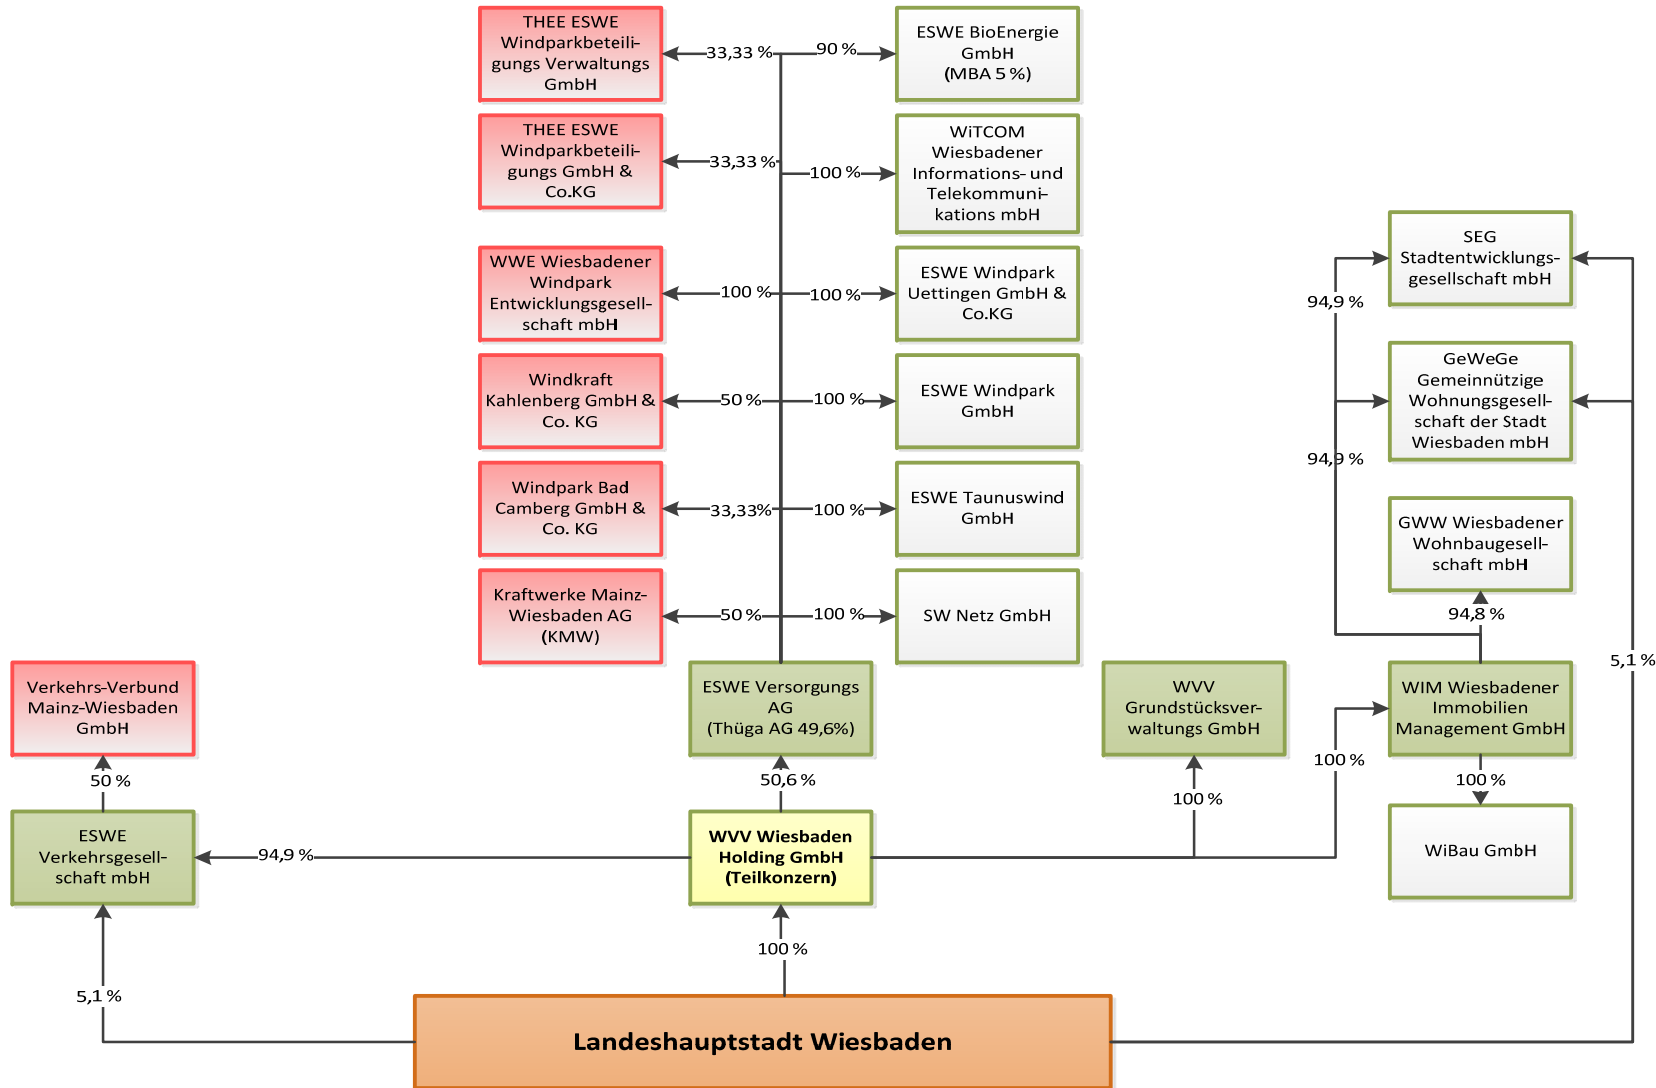 THEE ESWE
Windparkbeteili-
gungs Verwaltungs
GmbH
33,33 %
90 %
ESWE BioEnergie
GmbH
(MBA 5 %)
THEE ESWE
Windparkbeteili-
gungs GmbH &
Co.KG
33,33 %
100 %
WiTCOM
Wiesbadener
Informations- und
Telekommuni-
kations mbH
WWE Wiesbadener
Windpark
Entwicklungsgesell-
schaft mbH
100 %
100 %
ESWE Windpark
Uettingen GmbH &
Co.KG
SEG
Stadtentwicklungs-
gesellschaft mbH
94,9 %
Windkraft
Kahlenberg GmbH &
Co. KG
50 %
100 %
ESWE Windpark
GmbH
GeWeGe
Gemeinnützige
Wohnungsgesell-
schaft der Stadt
Wiesbaden mbH
94,9 %
Windpark Bad
Camberg GmbH &
Co. KG
33,33%
100 %
ESWE Taunuswind
GmbH
GWW Wiesbadener
Wohnbaugesell-
schaft mbH
94,8 %
Kraftwerke Mainz-
Wiesbaden AG
(KMW)
50 %
100 %
SW Netz GmbH
5,1 %
Verkehrs-Verbund
Mainz-Wiesbaden
GmbH
ESWE Versorgungs
AG
(Thüga AG 49,6%)
WVV
Grundstücksver-
waltungs GmbH
WIM Wiesbadener
Immobilien
Management GmbH
50 %
50,6 %
100 %
100 %
100 %
ESWE
Verkehrsgesell-
schaft mbH
94,9 %
WVV Wiesbaden
Holding GmbH
(Teilkonzern)
WiBau GmbH
100 %
5,1 %
Landeshauptstadt Wiesbaden